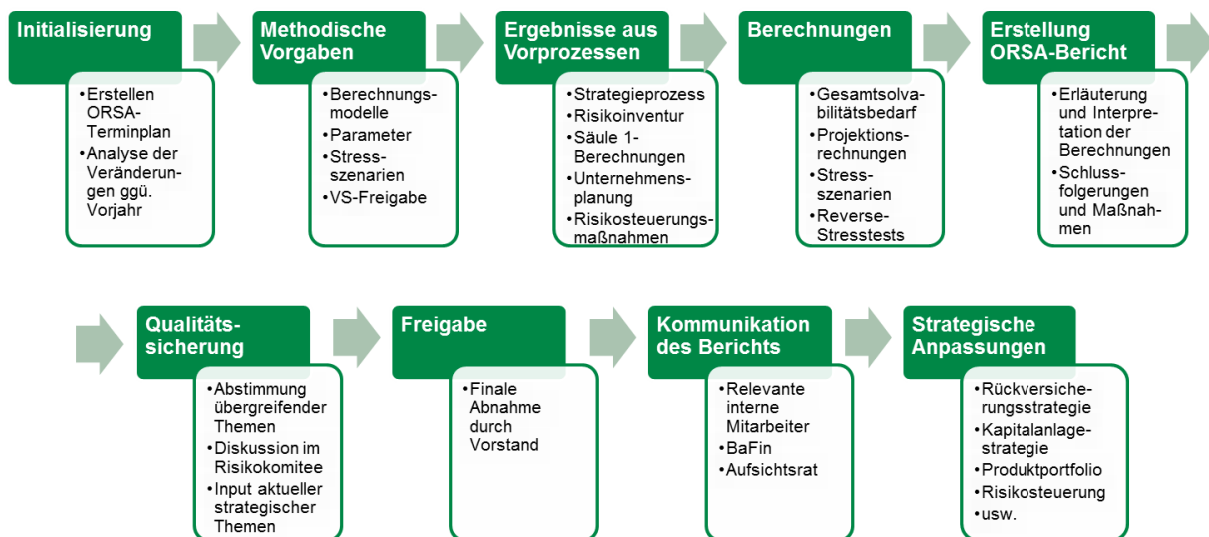 Initialisierung
• Erstellen
ORSA-
Terminplan
• Analyse der
Veränderun-
gen ggü.
Vorjahr
Methodische
Vorgaben
• Berechnungs-
modelle
• Parameter
• Stress-
szenarien
• VS-Freigabe
Ergebnisse aus
Vorprozessen
• Strategieprozess
• Risikoinventur
• Säule 1-
Berechnungen
• Unternehmens-
planung
• Risikosteuerungs-
maßnahmen
Berechnungen
• Gesamtsolva-
bilitätsbedarf
• Projektions-
rechnungen
• Stress-
szenarien
• Reverse-
Stresstests
Erstellung
ORSA-Bericht
• Erläuterung
und Interpre-
tation der
Berechnungen
• Schluss-
folgerungen
und Maßnah-
men
Qualitäts-
sicherung
• Abstimmung
übergreifender
Themen
• Diskussion im
Risikokomitee
• Input aktueller
strategischer
Themen
Freigabe
• Finale
Abnahme
durch
Vorstand
Kommunikation
des Berichts
• Relevante
interne
Mitarbeiter
• BaFin
• Aufsichtsrat
Strategische
Anpassungen
• Rückversiche-
rungsstrategie
• Kapitalanlage-
strategie
• Produktportfolio
• Risikosteuerung
• usw.